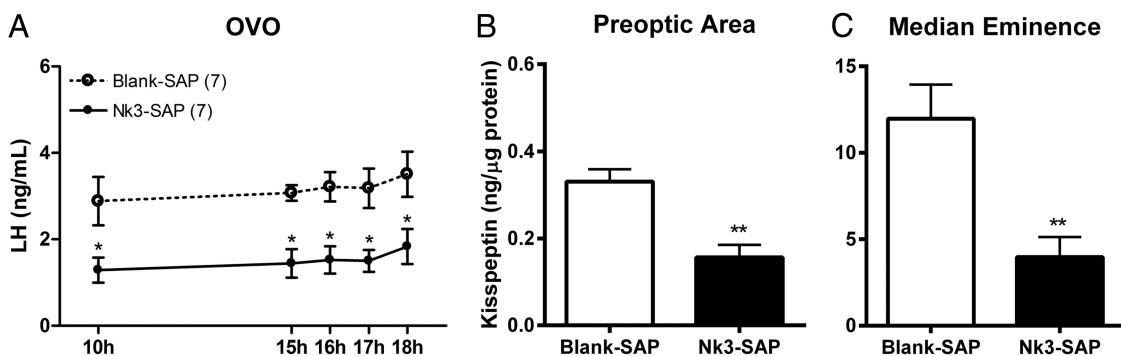 A
OVO
6
4
2
0
LH (ng/mL)
Blank-SAP (7)
Nk3-SAP (7)
*
*
*
*
*
10h
15h
16h
17h
18h
B
Preoptic Area
0.6
0.4
0.2
0.0
Kisspeptin (ng/µg protein)
**
Blank-SAP
Nk3-SAP
C
Median Eminence
15
10
5
0
**
Blank-SAP
Nk3-SAP